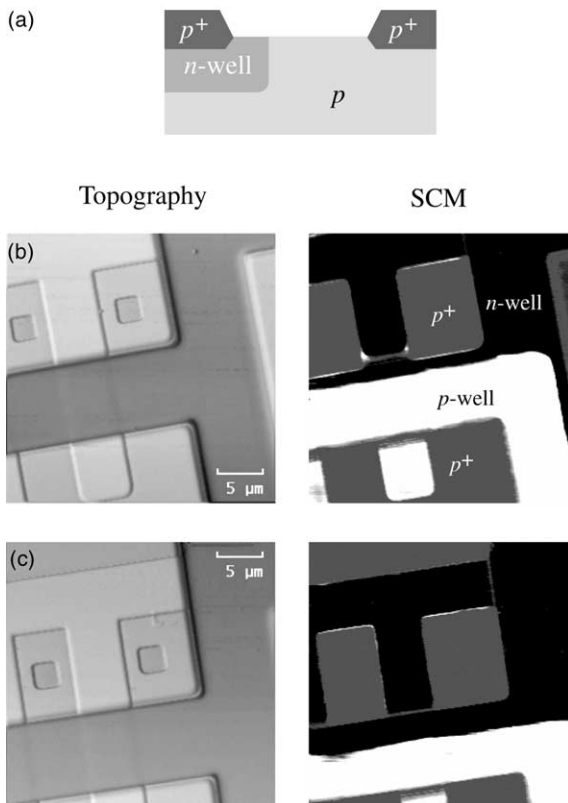 (a)
p⁺ p⁺
n-well
p
Topography SCM
(b)
p⁺ n-well
p-well
p⁺
5 µm
(c)
5 µm